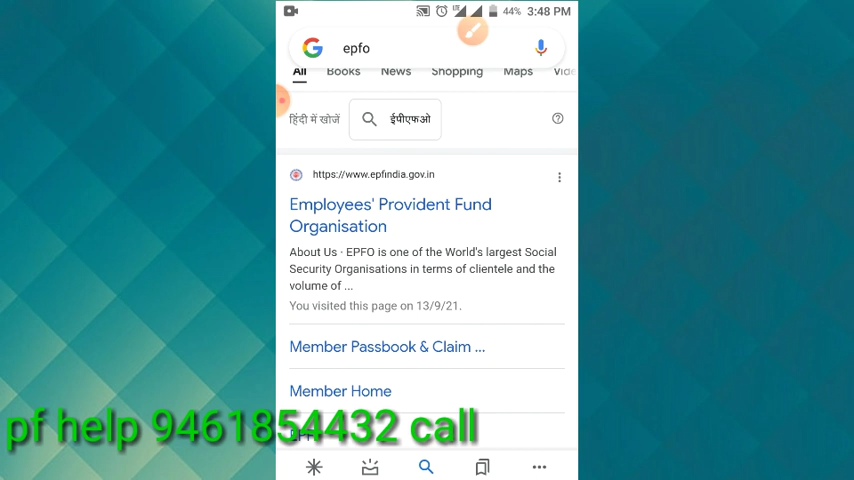 44% 3:48 PM
epfo
All Books News Shopping Maps
हिंदी में खोजें ईपीएफओ
https://www.epfindia.gov.in
Employees' Provident Fund
Organisation
About Us · EPFO is one of the World's largest Social
Security Organisations in terms of clientele and the
volume of ...
You visited this page on 13/9/21.
Member Passbook & Claim ...
Member Home
pf help 9461854432 call